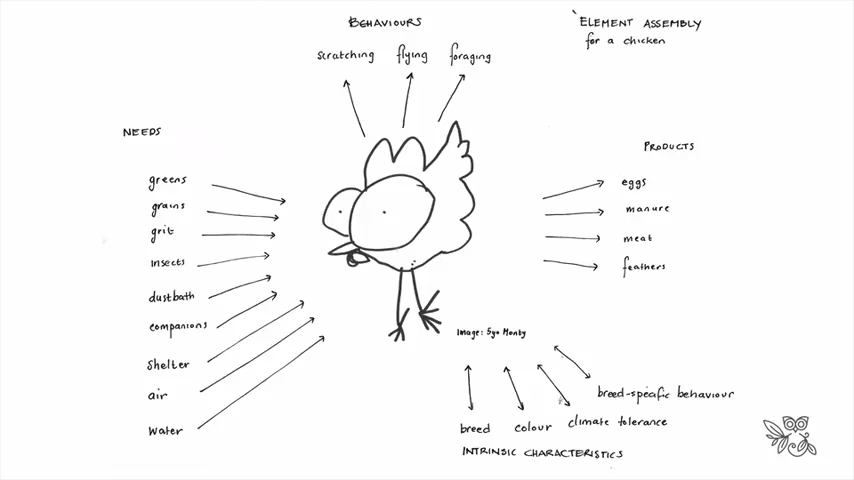 BEHAVIOURS
scratching flying foraging
ELEMENT ASSEMBLY
for a chicken
NEEDS
greens
grains
grit
insects
dustbath
companions
shelter
air
water
PRODUCTS
eggs
manure
meat
feathers
Image: 5yo Monty
breed-specific behaviour
climate tolerance
breed colour
INTRINSIC CHARACTERISTICS